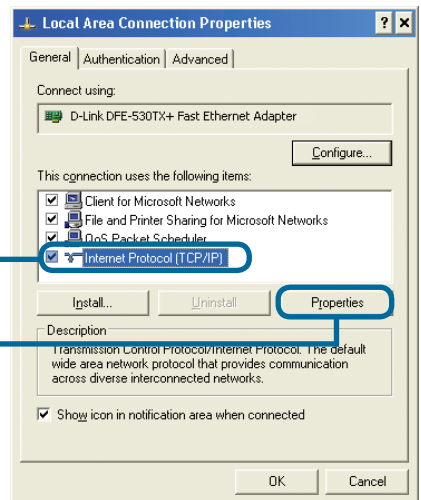 Local Area Connection Properties
General Authentication Advanced
Connect using:
D-Link DFE-530TX+ Fast Ethernet Adapter
Configure...
This connection uses the following items:
Client for Microsoft Networks
File and Printer Sharing for Microsoft Networks
QoS Packet Scheduler
Internet Protocol (TCP/IP)
Install... Uninstall Properties
Description
Transmission Control Protocol/Internet Protocol. The default
wide area network protocol that provides communication
across diverse interconnected networks.
Show icon in notification area when connected
OK Cancel